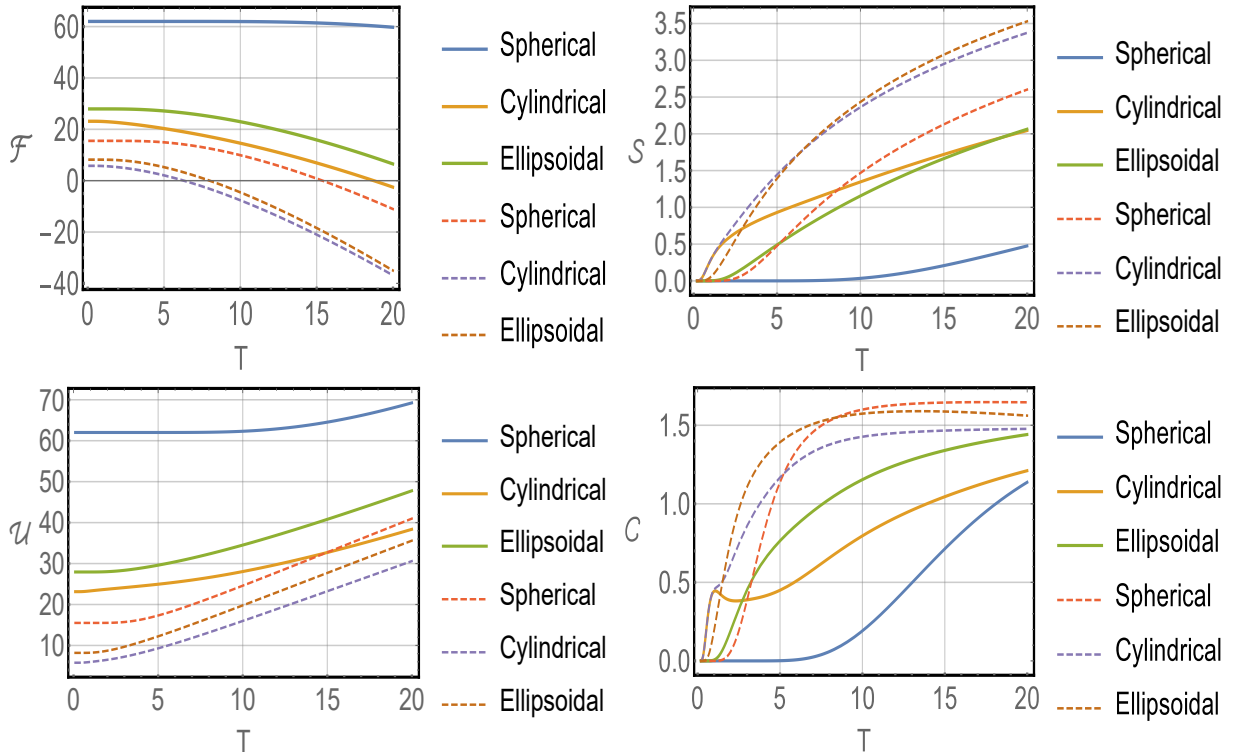 60
40
20
0
−20
−40
ℱ
0
5
10
15
20
T
Spherical
Cylindrical
Ellipsoidal
Spherical
Cylindrical
Ellipsoidal
3.5
3.0
2.5
2.0
1.5
1.0
0.5
0.0
𝒮
0
5
10
15
20
T
Spherical
Cylindrical
Ellipsoidal
Spherical
Cylindrical
Ellipsoidal
70
60
50
40
30
20
10
𝒰
0
5
10
15
20
T
Spherical
Cylindrical
Ellipsoidal
Spherical
Cylindrical
Ellipsoidal
1.5
1.0
0.5
0.0
𝒞
0
5
10
15
20
T
Spherical
Cylindrical
Ellipsoidal
Spherical
Cylindrical
Ellipsoidal